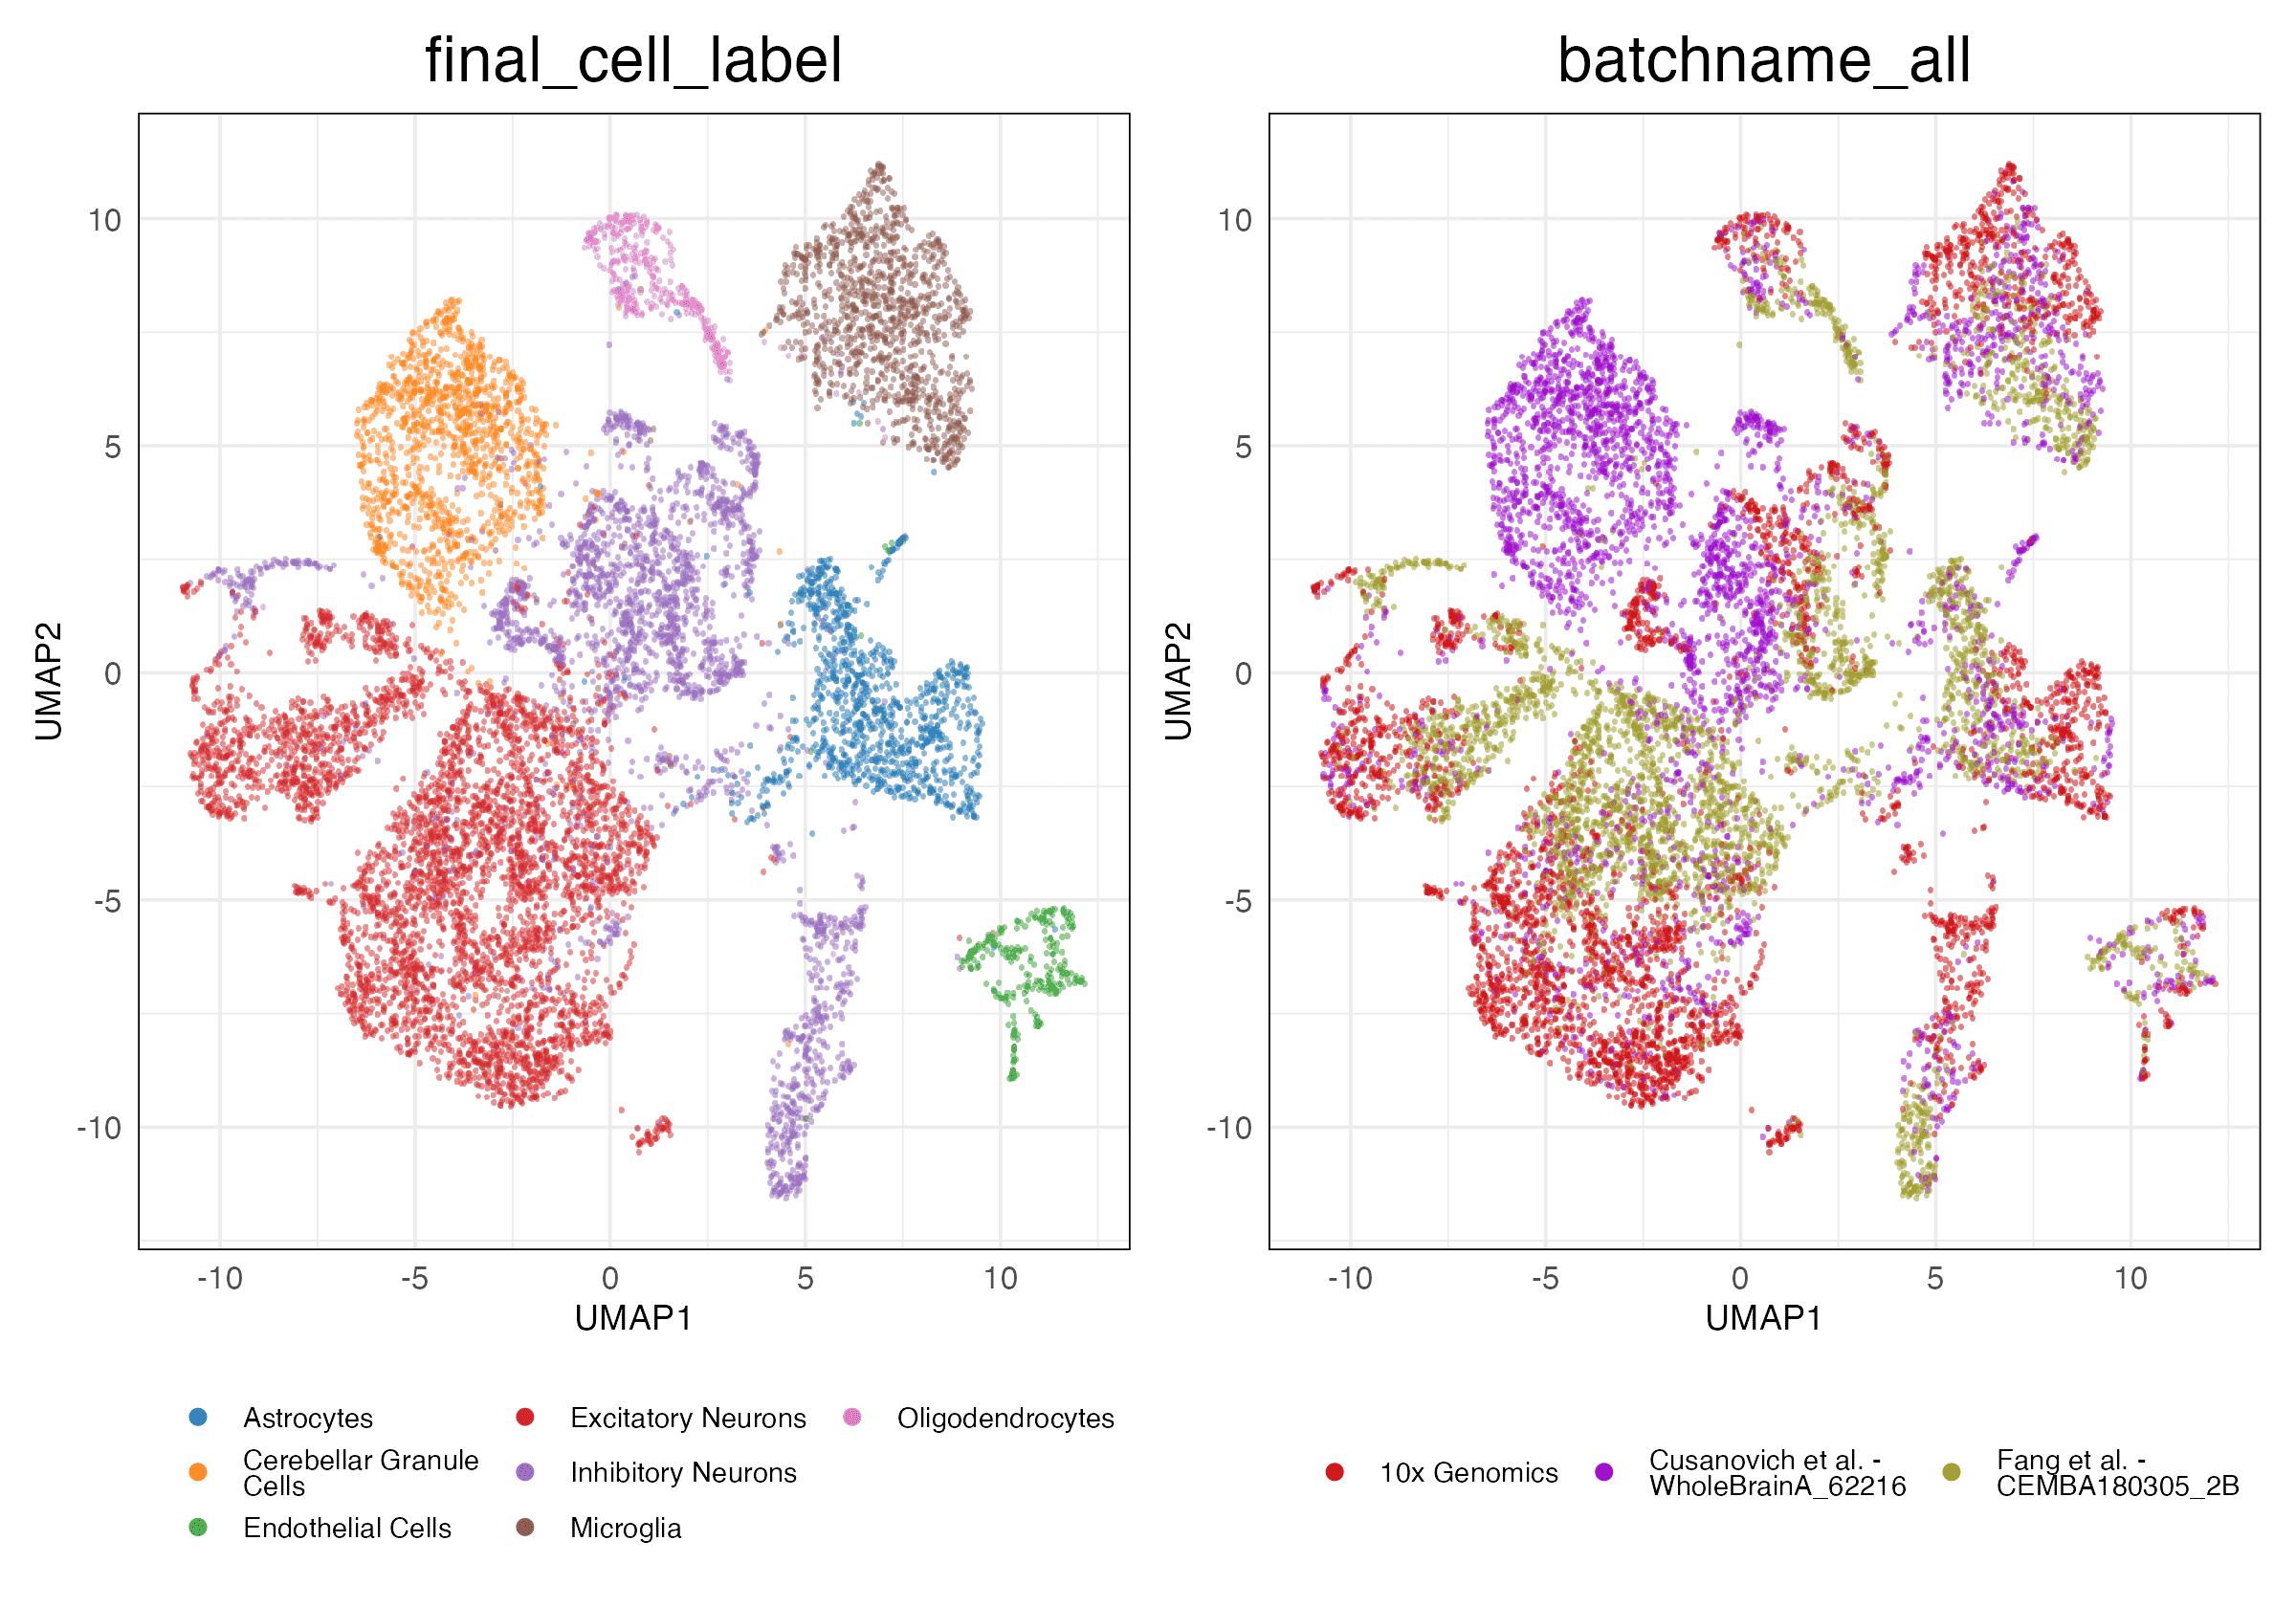 final_cell_label
batchname_all
UMAP2
10
5
0
-5
-10
-10
-5
0
5
10
UMAP1
UMAP2
10
5
0
-5
-10
-10
-5
0
5
10
UMAP1
Astrocytes
Cerebellar Granule
Cells
Endothelial Cells
Excitatory Neurons
Inhibitory Neurons
Microglia
Oligodendrocytes
10x Genomics
Cusanovich et al. -
WholeBrainA_62216
Fang et al. -
CEMBA180305_2B